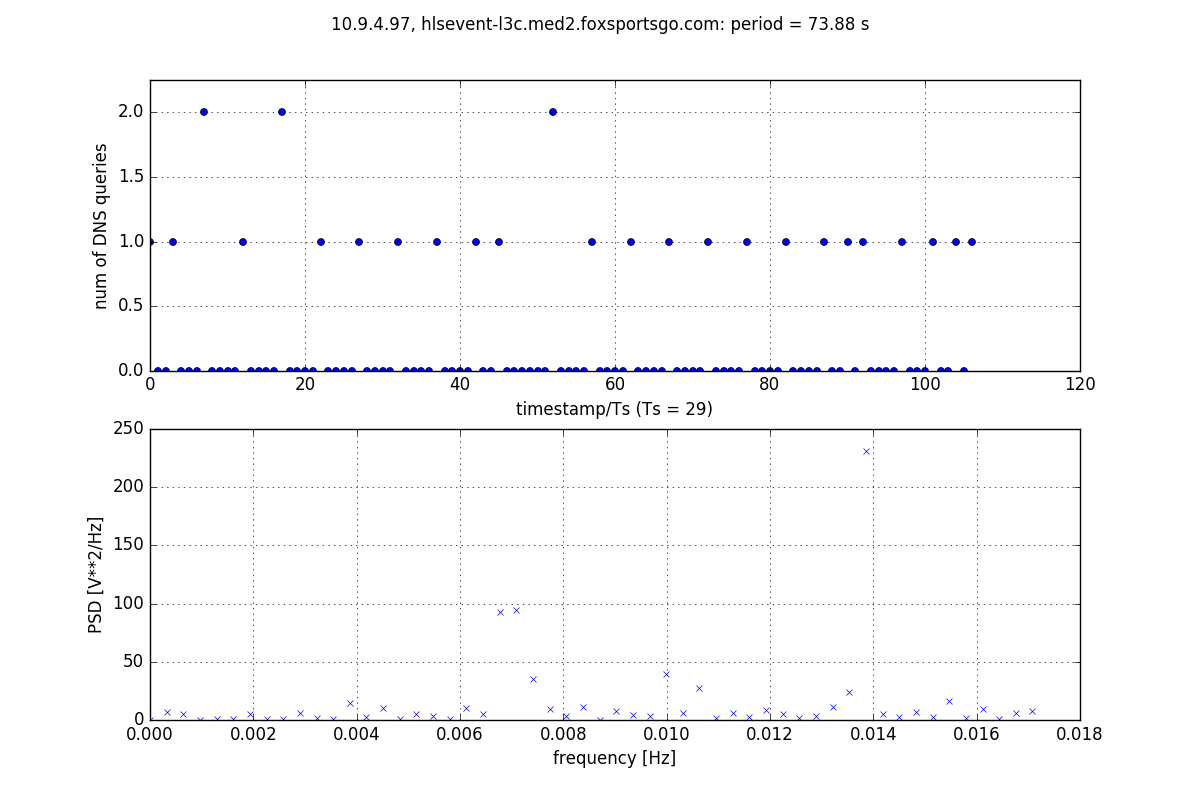 10.9.4.97, hlsevent-l3c.med2.foxsportsgo.com: period = 73.88 s
2.0
1.5
1.0
0.5
0.0
num of DNS queries
0 20 40 60 80 100 120
timestamp/Ts (Ts = 29)
250
200
150
100
50
0
PSD [V**2/Hz]
0.000 0.002 0.004 0.006 0.008 0.010 0.012 0.014 0.016 0.018
frequency [Hz]